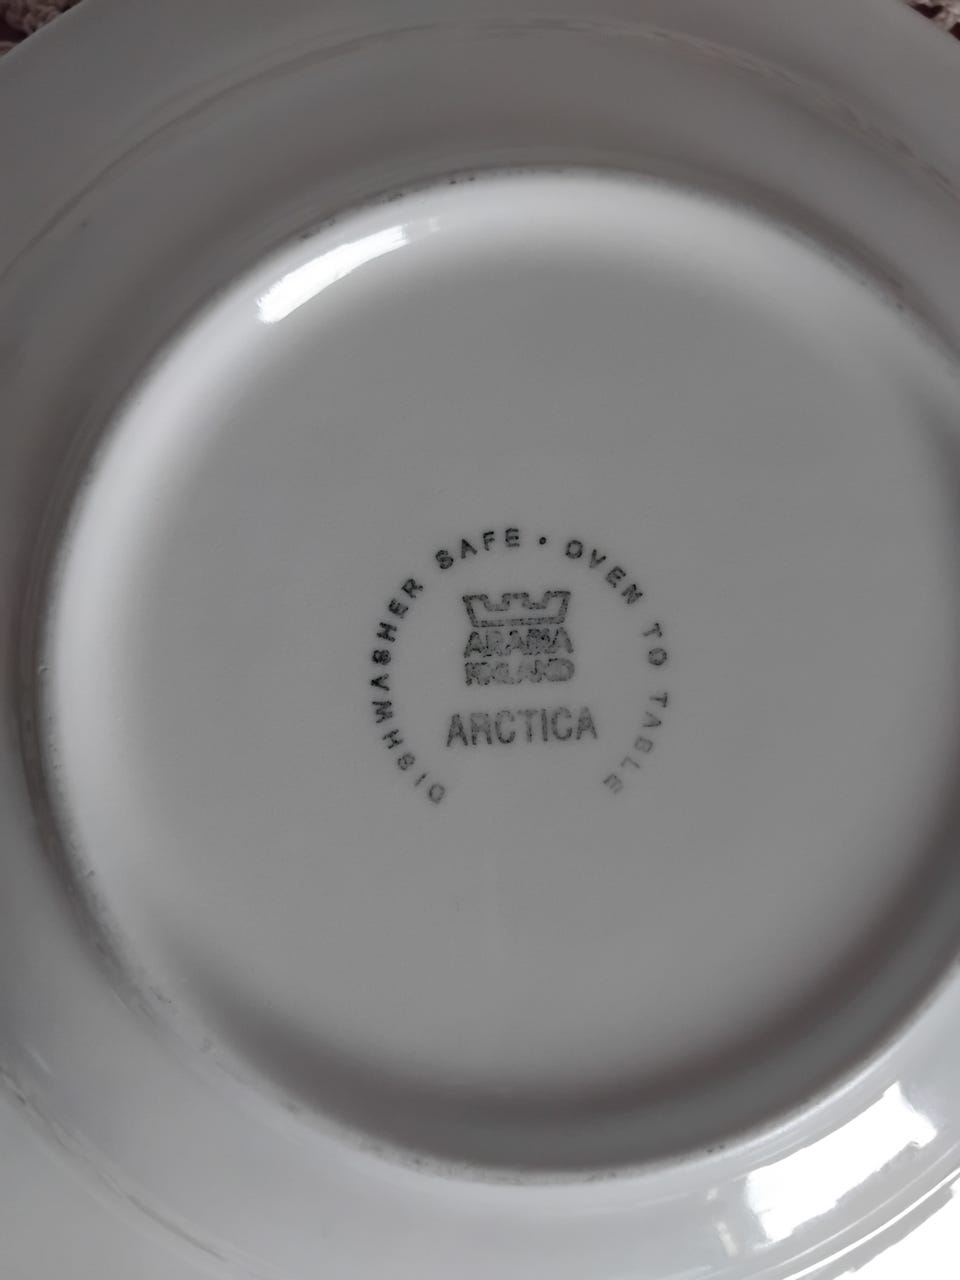 DISHWASHER SAFE • OVEN TO TABLE
ARABIA
FINLAND
ARCTICA